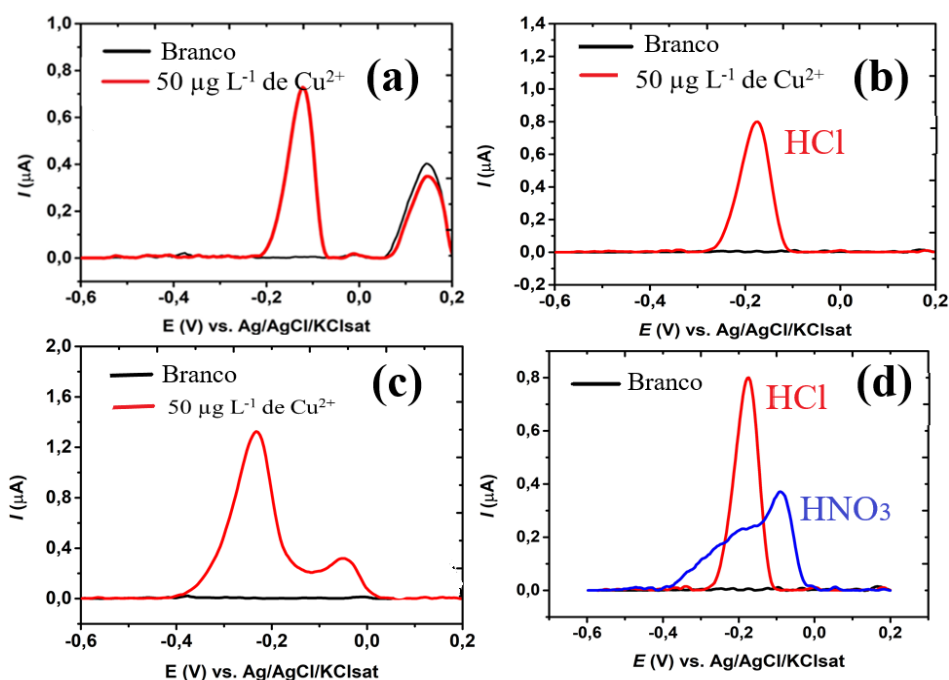 1,0
0,8
0,6
0,4
0,2
0,0
I (µA)
Branco
50 µg L⁻¹ de Cu²⁺
(a)
-0,6 -0,4 -0,2 0,0 0,2
E (V) vs. Ag/AgCl/KClsat
1,4
1,2
1,0
0,8
0,6
0,4
0,2
0,0
-0,2
I (µA)
Branco
50 µg L⁻¹ de Cu²⁺
(b)
HCl
-0,6 -0,4 -0,2 0,0 0,2
E (V) vs. Ag/AgCl/KClsat
2,0
1,6
1,2
0,8
0,4
0,0
I (µA)
Branco
50 µg L⁻¹ de Cu²⁺
(c)
-0,6 -0,4 -0,2 0,0 0,2
E (V) vs. Ag/AgCl/KClsat
0,8
0,6
0,4
0,2
0,0
I (µA)
Branco
(d)
HCl
HNO₃
-0,6 -0,4 -0,2 0,0 0,2
E (V) vs. Ag/AgCl/KClsat